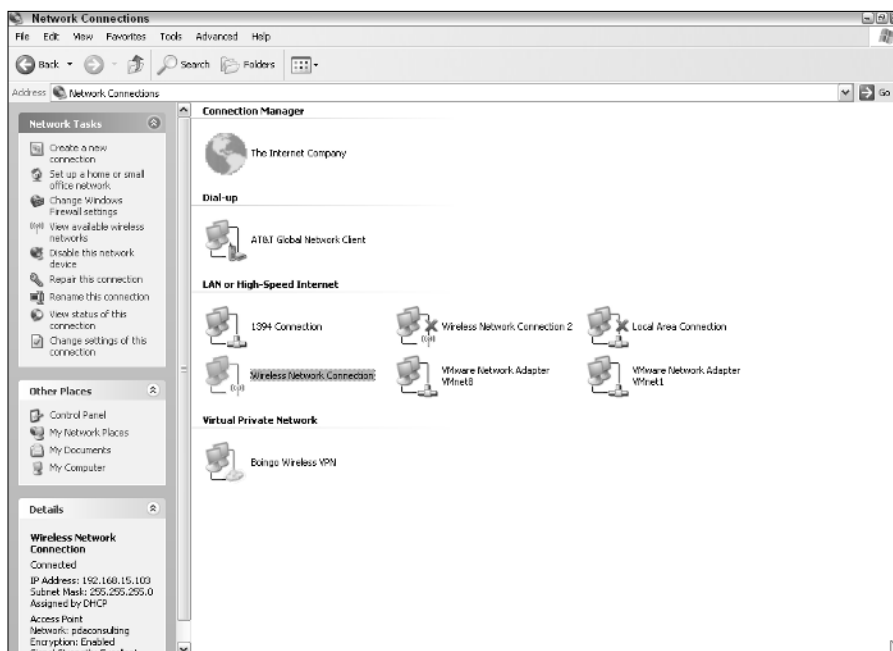 Network Connections
File Edit View Favorites Tools Advanced Help
Back Search Folders
Address Network Connections Go
Network Tasks
Create a new
connection
Set up a home or small
office network
Change Windows
Firewall settings
View available wireless
networks
Disable this network
device
Repair this connection
Rename this connection
View status of this
connection
Change settings of this
connection
Other Places
Control Panel
My Network Places
My Documents
My Computer
Details
Wireless Network
Connection
Connected
IP Address: 192.168.15.103
Subnet Mask: 255.255.255.0
Assigned by DHCP
Access Point
Network: pdaconsulting
Encryption: Enabled
Connection Manager
The Internet Company
Dial-up
AT&T Global Network Client
LAN or High-Speed Internet
1394 Connection
Wireless Network Connection 2
Local Area Connection
Wireless Network Connection
VMware Network Adapter
VMnet8
VMware Network Adapter
VMnet1
Virtual Private Network
Boingo Wireless VPN